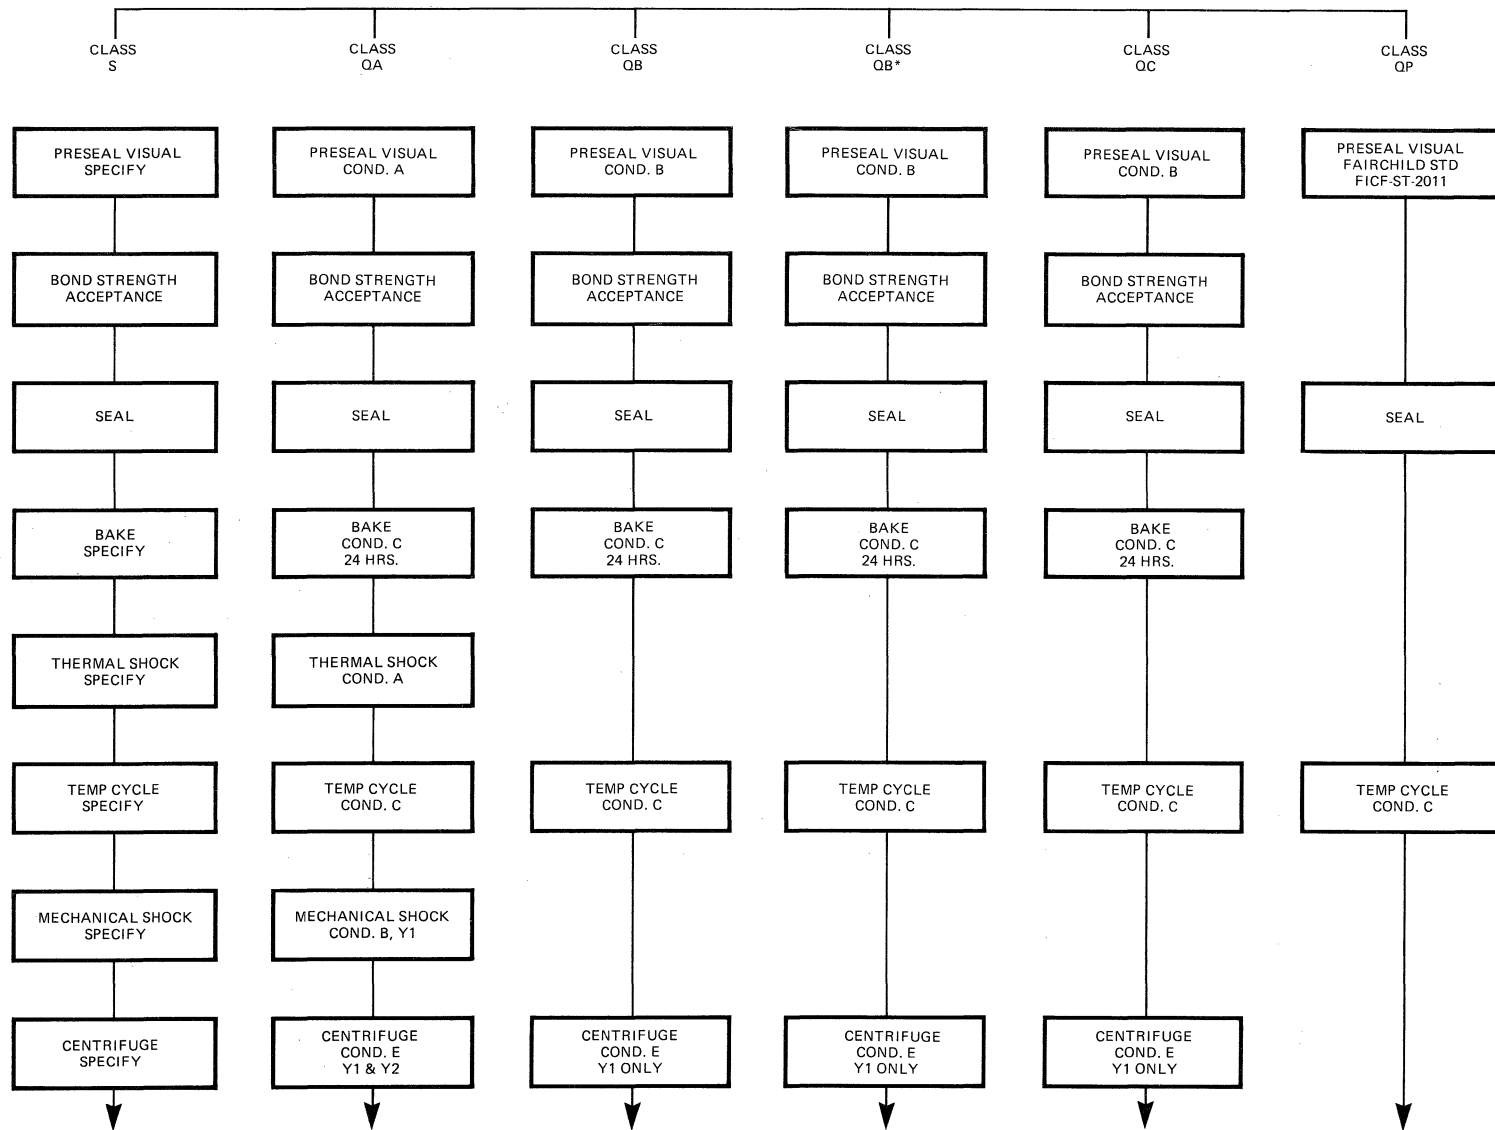 CLASS
S
CLASS
QA
CLASS
QB
CLASS
QB*
CLASS
QC
CLASS
QP
PRESEAL VISUAL
SPECIFY
PRESEAL VISUAL
COND. A
PRESEAL VISUAL
COND. B
PRESEAL VISUAL
COND. B
PRESEAL VISUAL
COND. B
PRESEAL VISUAL
FAIRCHILD STD
FICF-ST-2011
BOND STRENGTH
ACCEPTANCE
BOND STRENGTH
ACCEPTANCE
BOND STRENGTH
ACCEPTANCE
BOND STRENGTH
ACCEPTANCE
BOND STRENGTH
ACCEPTANCE
SEAL
SEAL
SEAL
SEAL
SEAL
SEAL
BAKE
SPECIFY
BAKE
COND. C
24 HRS.
BAKE
COND. C
24 HRS.
BAKE
COND. C
24 HRS.
BAKE
COND. C
24 HRS.
THERMAL SHOCK
SPECIFY
THERMAL SHOCK
COND. A
TEMP CYCLE
SPECIFY
TEMP CYCLE
COND. C
TEMP CYCLE
COND. C
TEMP CYCLE
COND. C
TEMP CYCLE
COND. C
TEMP CYCLE
COND. C
MECHANICAL SHOCK
SPECIFY
MECHANICAL SHOCK
COND. B, Y1
CENTRIFUGE
SPECIFY
CENTRIFUGE
COND. E
Y1 & Y2
CENTRIFUGE
COND. E
Y1 ONLY
CENTRIFUGE
COND. E
Y1 ONLY
CENTRIFUGE
COND. E
Y1 ONLY